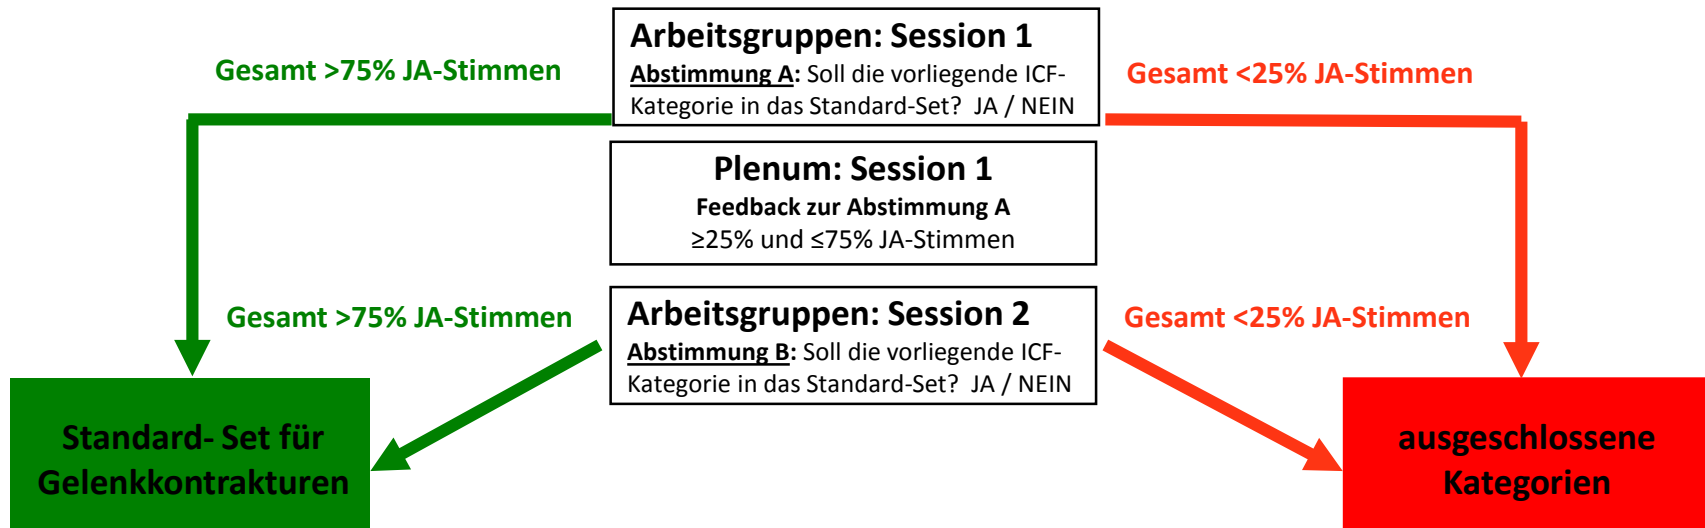 Arbeitsgruppen: Session 1
Abstimmung A: Soll die vorliegende ICF-
Kategorie in das Standard-Set?  JA / NEIN
Gesamt >75% JA-Stimmen
Gesamt <25% JA-Stimmen
Plenum: Session 1
Feedback zur Abstimmung A
≥25% und ≤75% JA-Stimmen
Arbeitsgruppen: Session 2
Abstimmung B: Soll die vorliegende ICF-
Kategorie in das Standard-Set?  JA / NEIN
Gesamt >75% JA-Stimmen
Gesamt <25% JA-Stimmen
Standard- Set für
Gelenkkontrakturen
ausgeschlossene
Kategorien